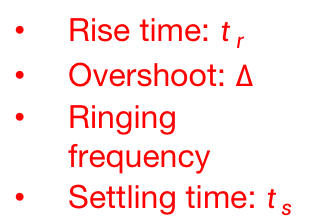 • Rise time: t r
• Overshoot: Δ
• Ringing
frequency
• Settling time: t s